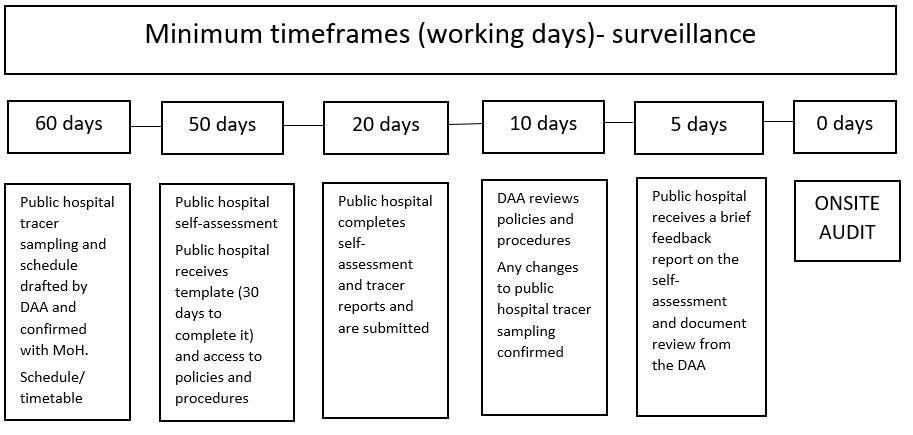 Minimum timeframes (working days)- surveillance
60 days
50 days
20 days
10 days
5 days
0 days
Public hospital
tracer
sampling and
schedule
drafted by
DAA and
confirmed
with MoH.
Schedule/
timetable
Public hospital
self-assessment
Public hospital
receives
template (30
days to
complete it)
and access to
policies and
procedures
Public hospital
completes
self-
assessment
and tracer
reports and
are submitted
DAA reviews
policies and
procedures
Any changes
to public
hospital tracer
sampling
confirmed
Public hospital
receives a brief
feedback
report on the
self-
assessment
and document
review from
the DAA
ONSITE
AUDIT